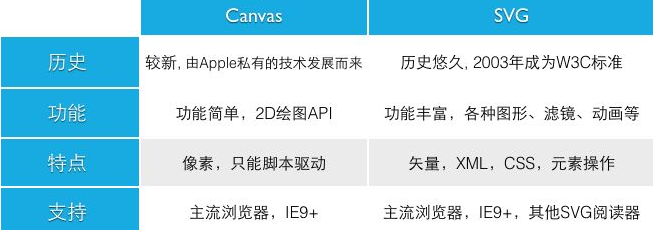 Canvas SVG
历史 较新, 由Apple私有的技术发展而来 历史悠久, 2003年成为W3C标准
功能 功能简单，2D绘图API 功能丰富，各种图形、滤镜、动画等
特点 像素，只能脚本驱动 矢量，XML，CSS，元素操作
支持 主流浏览器，IE9+ 主流浏览器，IE9+，其他SVG阅读器